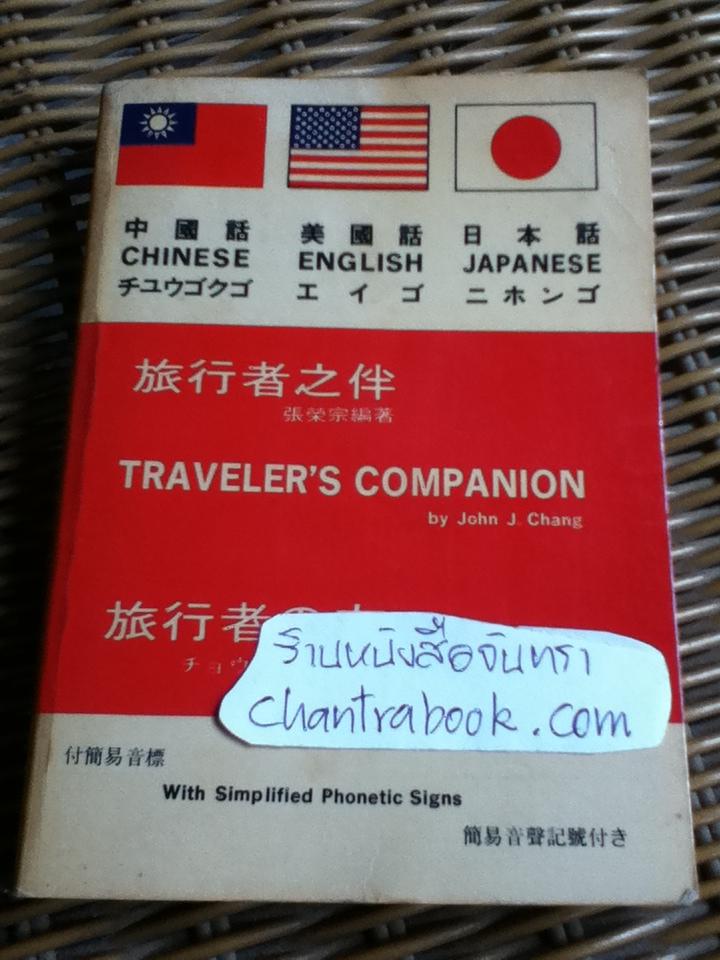 中國話 美國話 日本話
CHINESE ENGLISH JAPANESE
チユウゴクゴ エイゴ ニホンゴ
旅行者之伴
張榮宗編著
TRAVELER'S COMPANION
by John J. Chang
旅行者の
チヨウ
ร้านหนังสือจันทรา
chantrabook.com
付簡易音標
With Simplified Phonetic Signs
簡易音聲記號付き